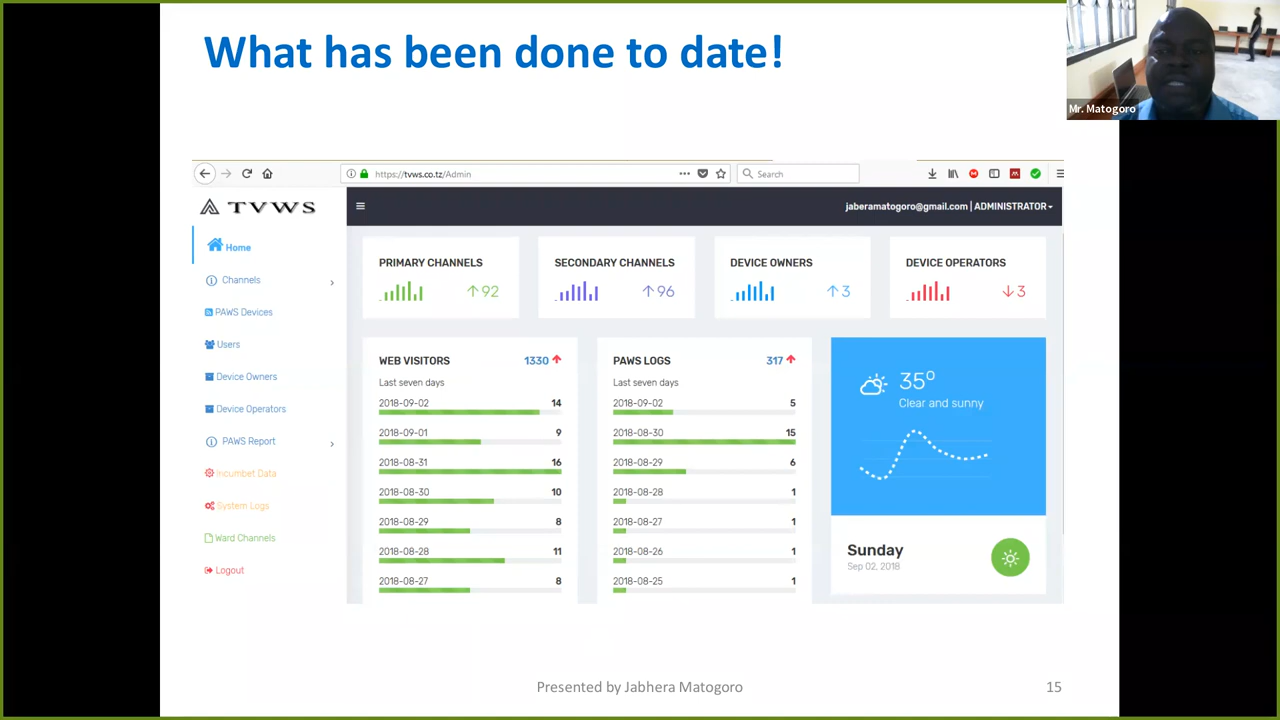 What has been done to date!
Mr. Matogoro
https://tvws.co.tz/Admin
Search
TVWS
jaberamatogoro@gmail.com | ADMINISTRATOR
Home
Channels
PAWS Devices
Users
Device Owners
Device Operators
PAWS Report
Incumbet Data
System Logs
Ward Channels
Logout
PRIMARY CHANNELS
92
SECONDARY CHANNELS
96
DEVICE OWNERS
3
DEVICE OPERATORS
3
WEB VISITORS 1330
Last seven days
2018-09-02 14
2018-09-01 9
2018-08-31 16
2018-08-30 10
2018-08-29 8
2018-08-28 11
2018-08-27 8
PAWS LOGS 317
Last seven days
2018-09-02 5
2018-08-30 15
2018-08-29 6
2018-08-28 1
2018-08-27 1
2018-08-26 1
2018-08-25 1
35°
Clear and sunny
Sunday
Sep 02, 2018
Presented by Jabhera Matogoro
15